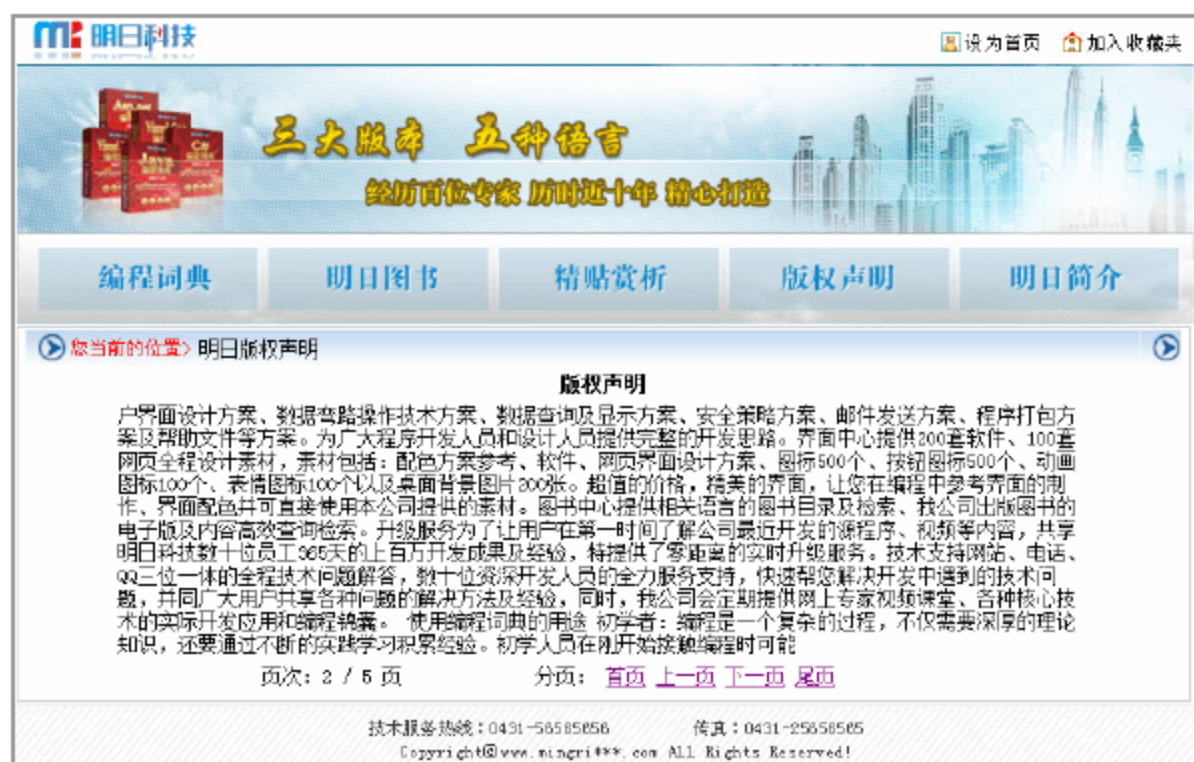 明日科技
设为首页 加入收藏夹
三大版本 五种语言
经历百位专家 历时近十年 精心打造
Java
C#
编程词典 明日图书 精贴赏析 版权声明 明日简介
您当前的位置> 明日版权声明
版权声明
户界面设计方案、数据弯路操作技术方案、数据查询及显示方案、安全策略方案、邮件发送方案、程序打包方
案及帮助文件等方案。为广大程序开发人员和设计人员提供完整的开发思路。界面中心提供200套软件、100套
网页全程设计素材，素材包括：配色方案参考、软件、网页界面设计方案、图标500个、按钮图标500个、动画
图标100个、表情图标100个以及桌面背景图片200张。超值的价格，精美的界面，让您在编程中参考界面的制
作、界面配色并可直接使用本公司提供的素材。图书中心提供相关语言的图书目录及检索、我公司出版图书的
电子版及内容高效查询检索。升级服务为了让用户在第一时间了解公司最近开发的源程序、视频等内容，共享
明日科技数十位员工365天的上百万开发成果及经验，特提供了零距离的实时升级服务。技术支持网站、电话、
QQ三位一体的全程技术问题解答，数十位资深开发人员的全力服务支持，快速帮您解决开发中遇到的技术问
题，并同广大用户共享各种问题的解决方法及经验，同时，我公司会定期提供网上专家视频课堂、各种核心技
术的实际开发应用和编程锦囊。 使用编程词典的用途 初学者：编程是一个复杂的过程，不仅需要深厚的理论
知识，还要通过不断的实践学习积累经验。初学人员在刚开始接触编程时可能
页次：2 / 5 页 分页： 首页 上一页 下一页 尾页
技术服务热线：0431-56565656 传真：0431-25656565
Copyright©www.mingri***.com All Rights Reserved!